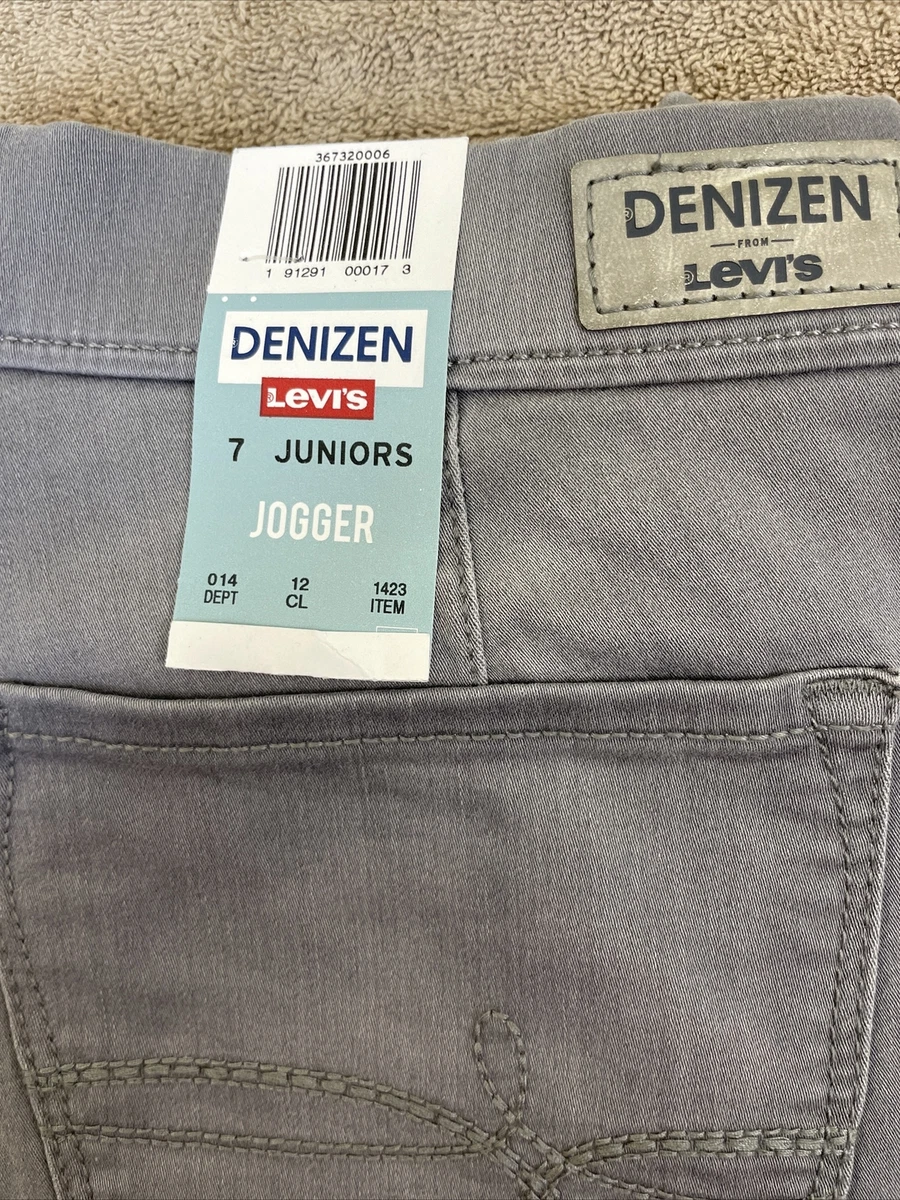 367320006
1 91291 00017 3
DENIZEN®
Levi's®
7 JUNIORS
JOGGER
014 12 1423
DEPT CL ITEM
DENIZEN®
FROM
Levi's®